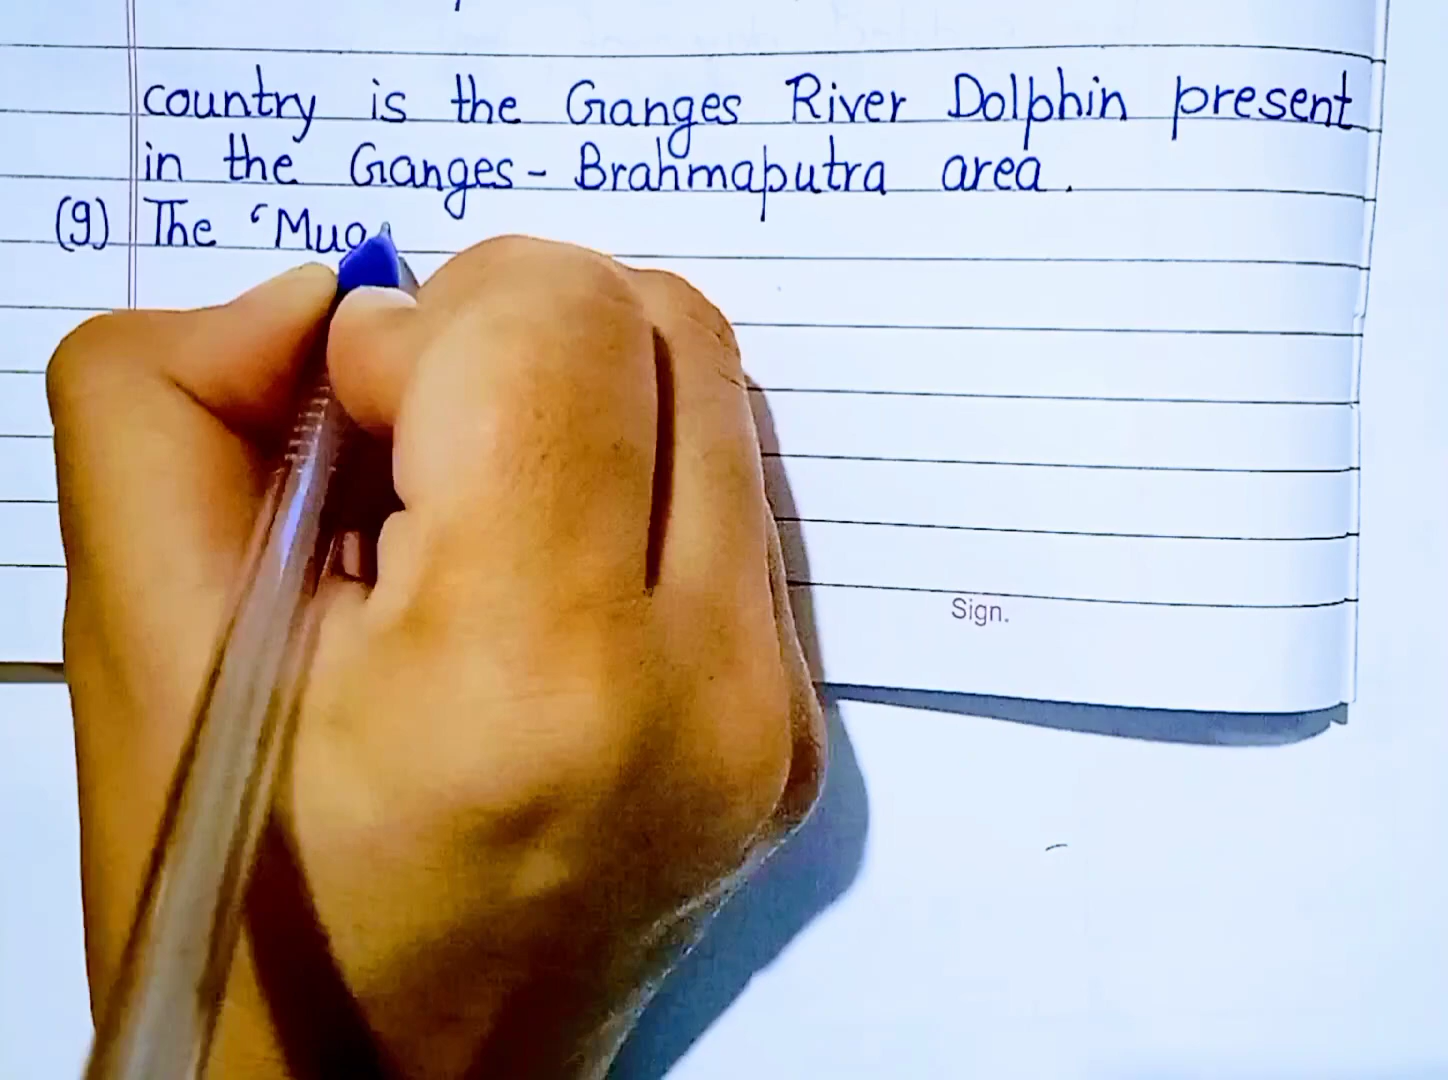 country is the Ganges River Dolphin present
in the Ganges - Brahmaputra area.
(9) The ‘Mug
Sign.